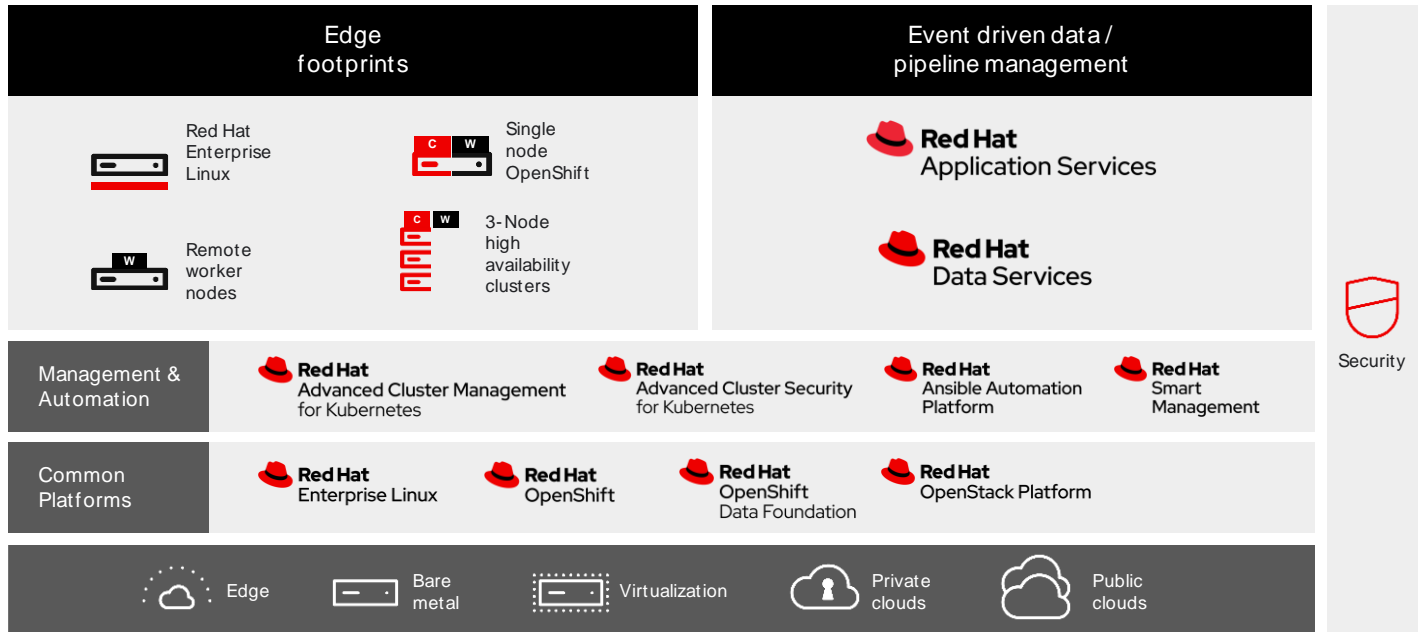 Edge
footprints
Event driven data /
pipeline management
Red Hat
Enterprise
Linux
C W
Single
node
OpenShift
W
Remote
worker
nodes
C W
3-Node
high
availability
clusters
Red Hat
Application Services
Red Hat
Data Services
Security
Management &
Automation
Red Hat
Advanced Cluster Management
for Kubernetes
Red Hat
Advanced Cluster Security
for Kubernetes
Red Hat
Ansible Automation
Platform
Red Hat
Smart
Management
Common
Platforms
Red Hat
Enterprise Linux
Red Hat
OpenShift
Red Hat
OpenShift
Data Foundation
Red Hat
OpenStack Platform
Edge
Bare
metal
Virtualization
Private
clouds
Public
clouds